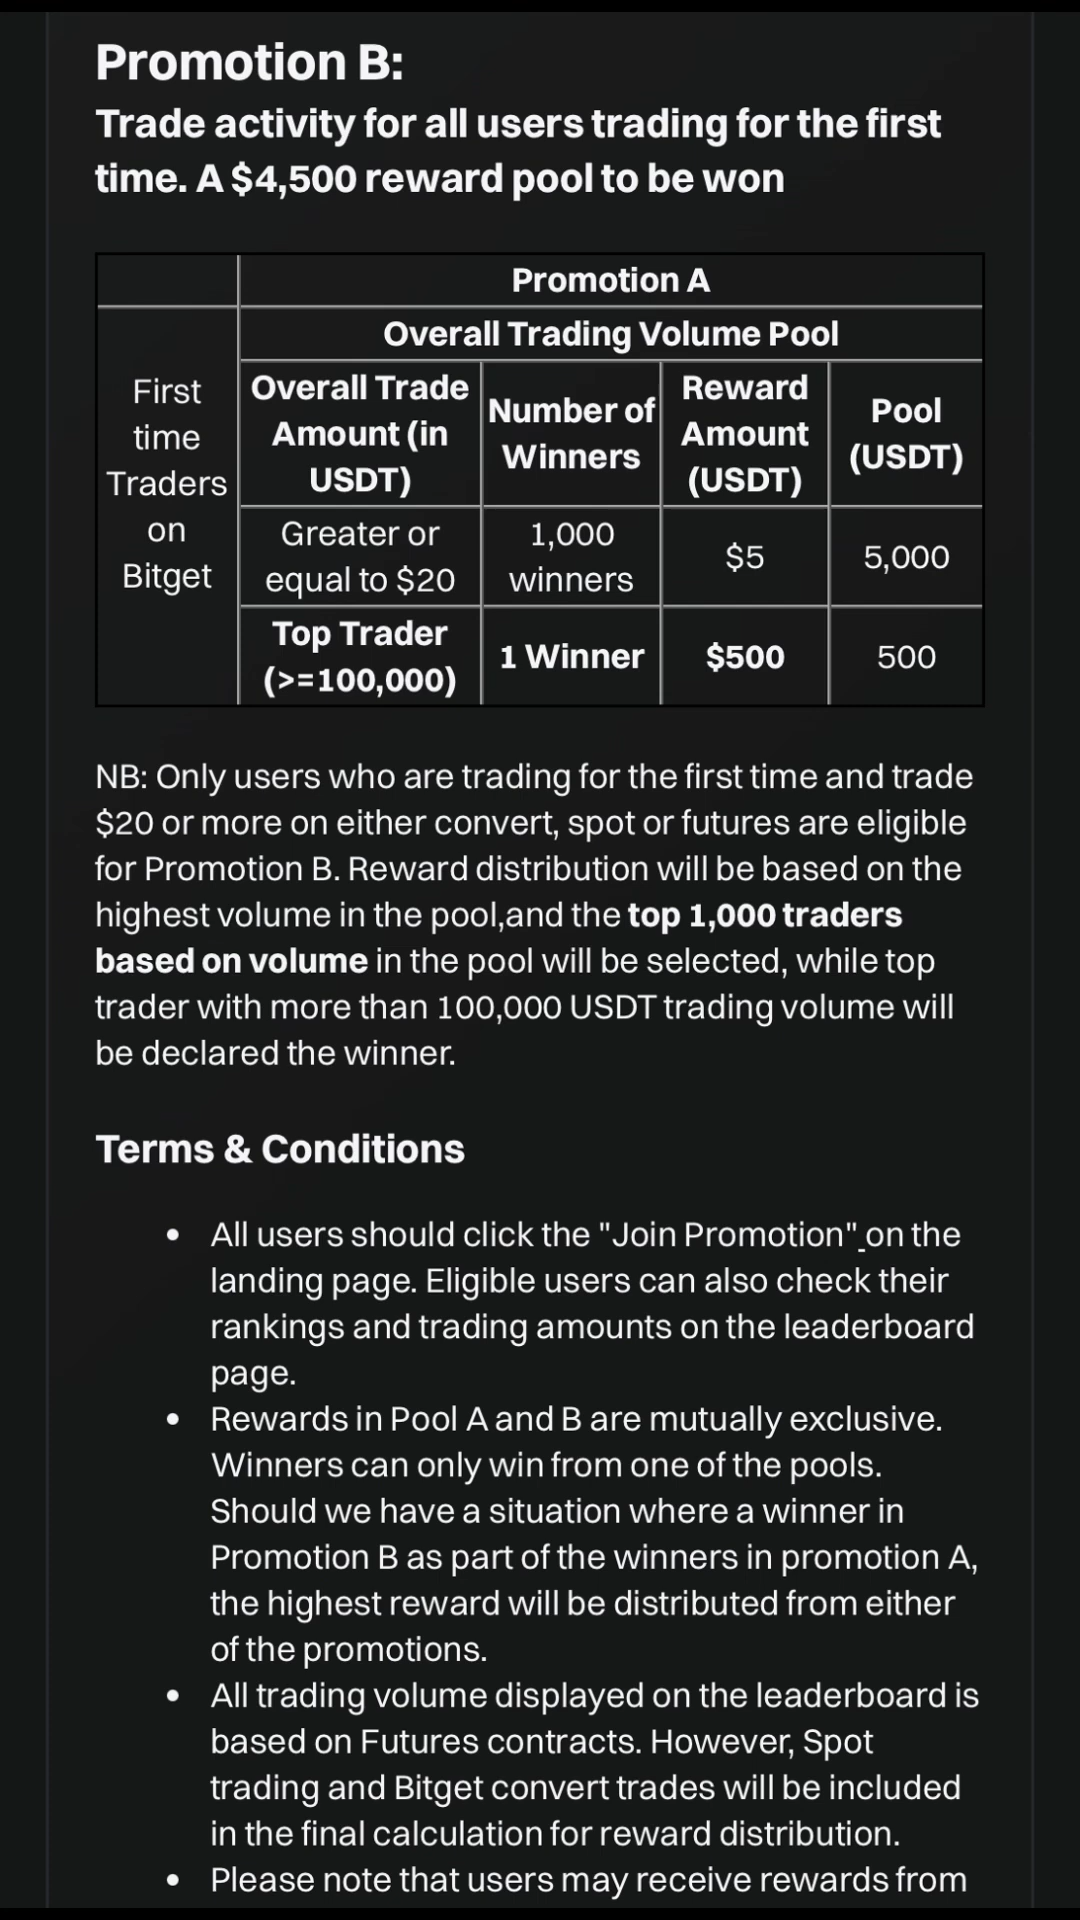 Promotion B:
Trade activity for all users trading for the first
time. A $4,500 reward pool to be won
Promotion A
Overall Trading Volume Pool
First
time
Traders
on
Bitget
Overall Trade
Amount (in
USDT)
Number of
Winners
Reward
Amount
(USDT)
Pool
(USDT)
Greater or
equal to $20
1,000
winners
$5
5,000
Top Trader
(>=100,000)
1 Winner
$500
500
NB: Only users who are trading for the first time and trade
$20 or more on either convert, spot or futures are eligible
for Promotion B. Reward distribution will be based on the
highest volume in the pool,and the top 1,000 traders
based on volume in the pool will be selected, while top
trader with more than 100,000 USDT trading volume will
be declared the winner.
Terms & Conditions
• All users should click the "Join Promotion" on the
landing page. Eligible users can also check their
rankings and trading amounts on the leaderboard
page.
• Rewards in Pool A and B are mutually exclusive.
Winners can only win from one of the pools.
Should we have a situation where a winner in
Promotion B as part of the winners in promotion A,
the highest reward will be distributed from either
of the promotions.
• All trading volume displayed on the leaderboard is
based on Futures contracts. However, Spot
trading and Bitget convert trades will be included
in the final calculation for reward distribution.
• Please note that users may receive rewards from